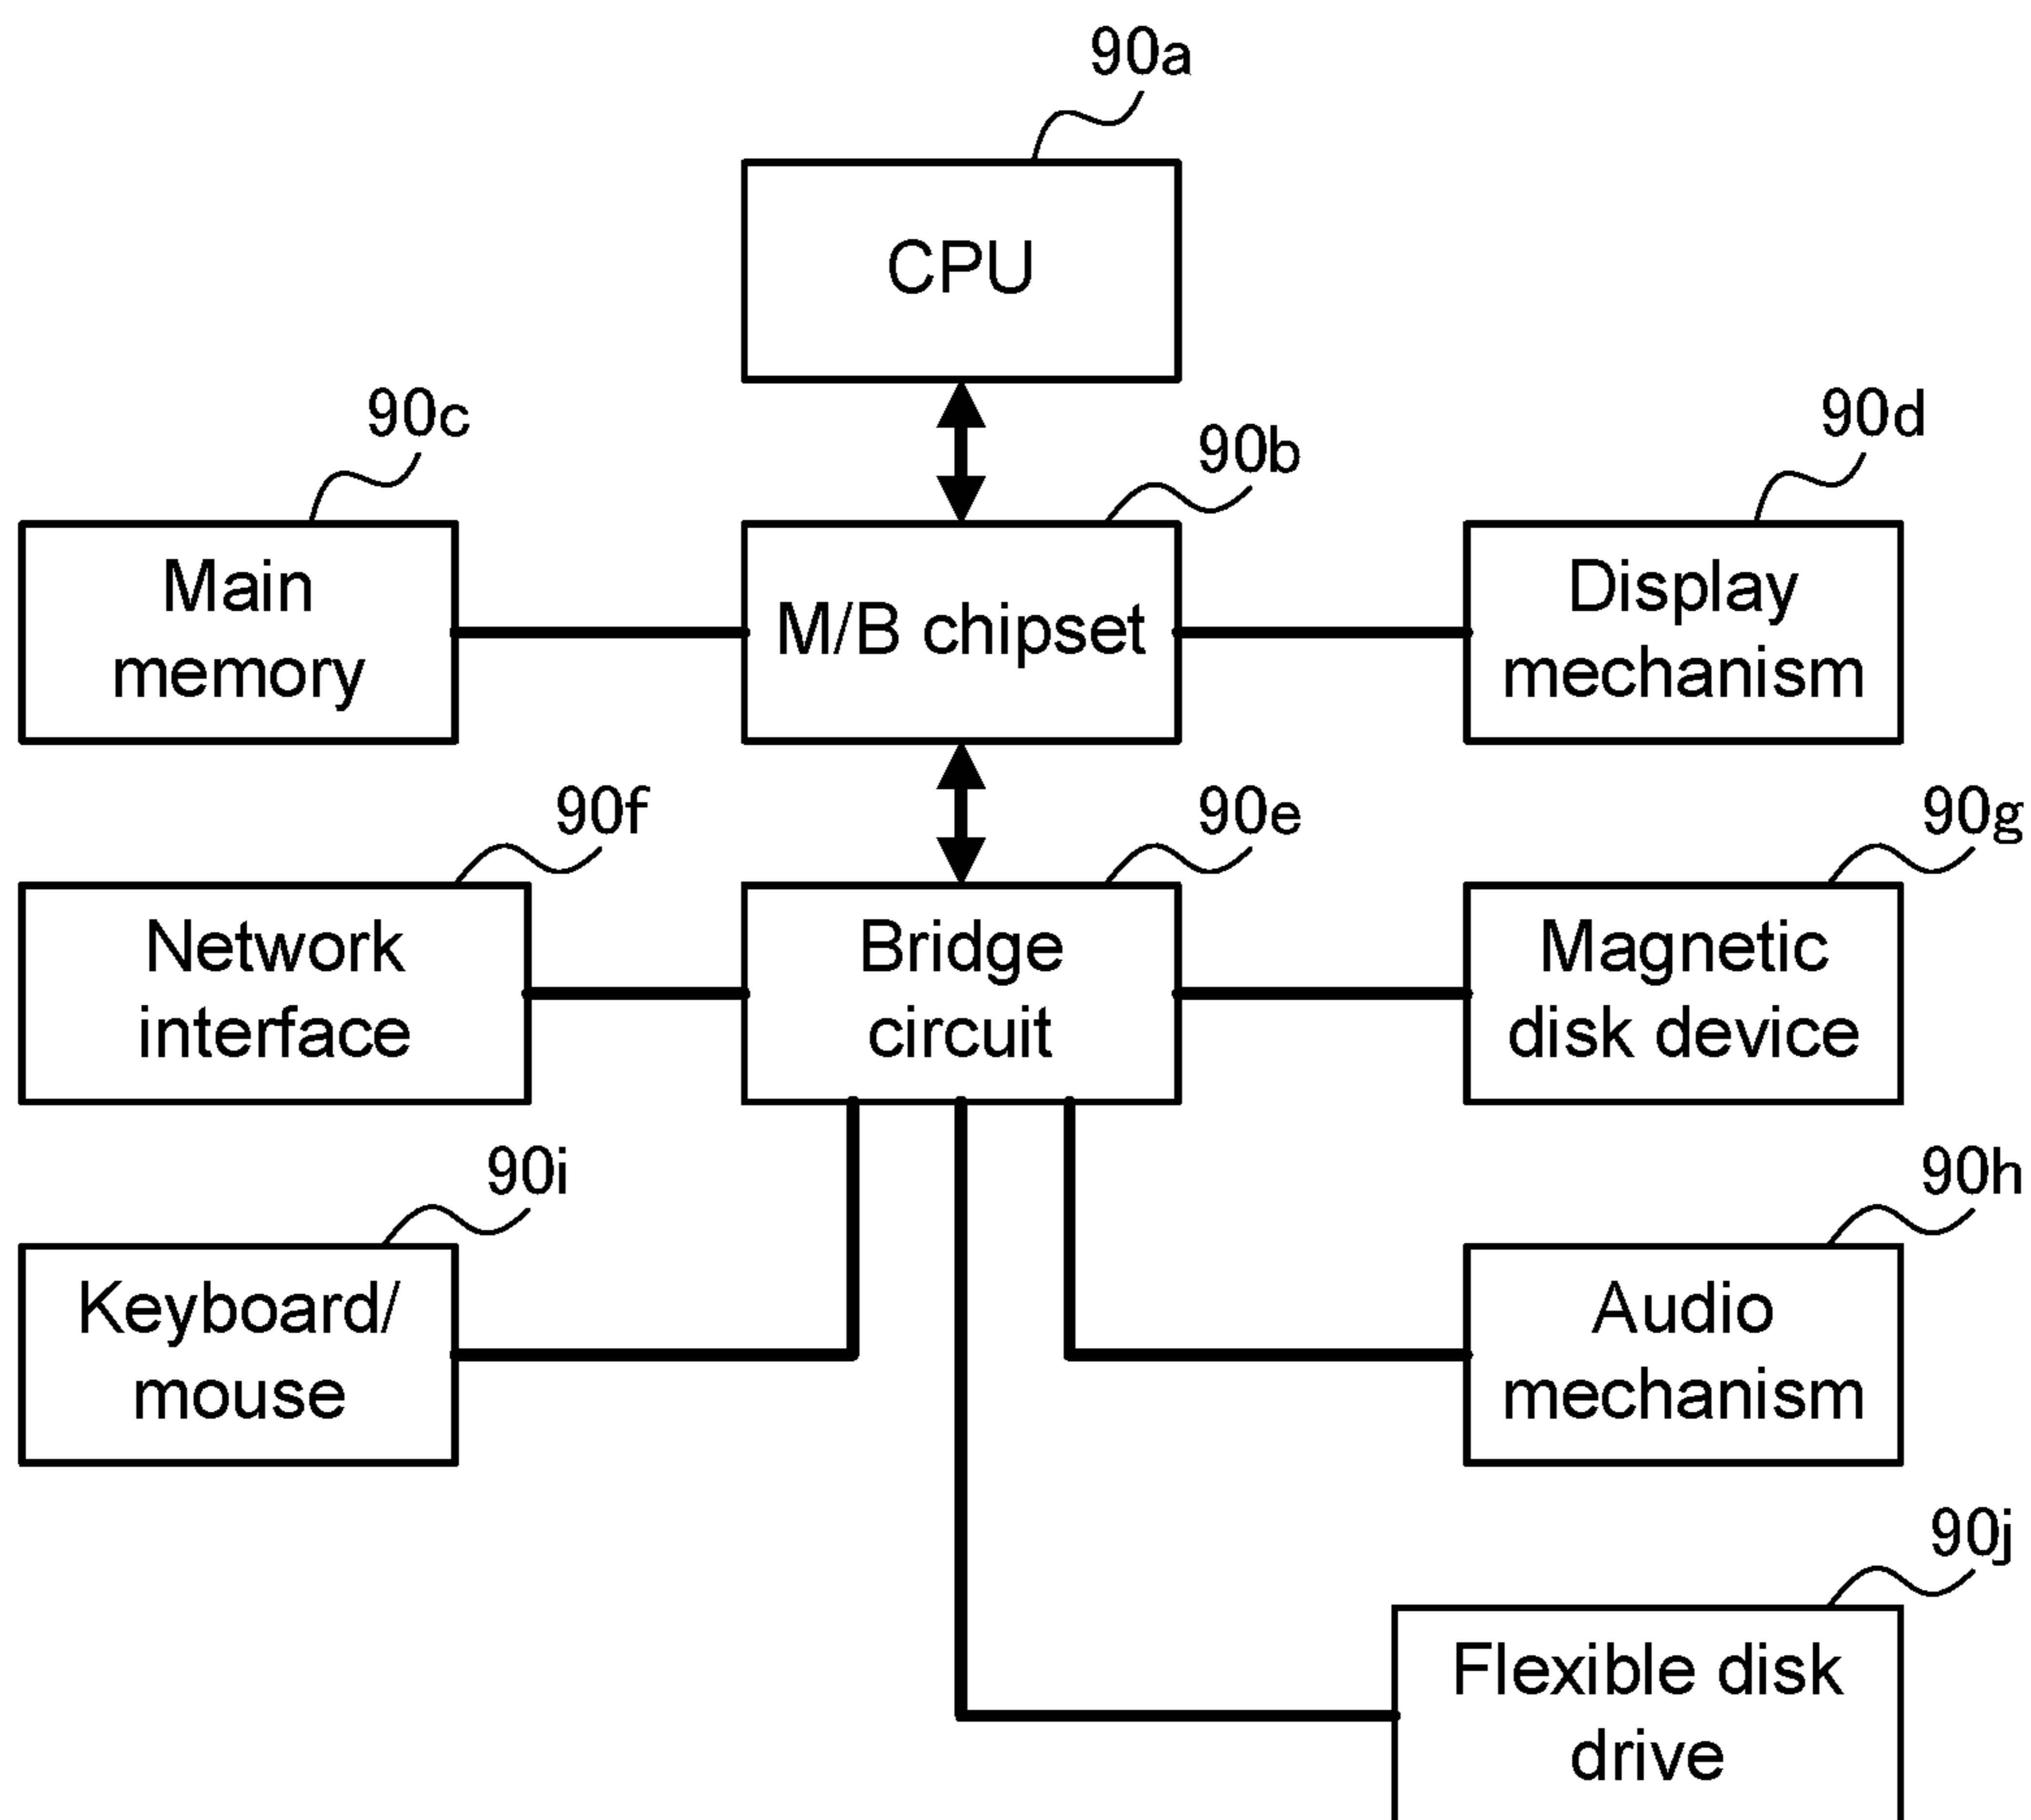 90a
CPU
90c
90b
90d
Main
memory
M/B chipset
Display
mechanism
90f
90e
90g
Network
interface
Bridge
circuit
Magnetic
disk device
90i
90h
Keyboard/
mouse
Audio
mechanism
90j
Flexible disk
drive